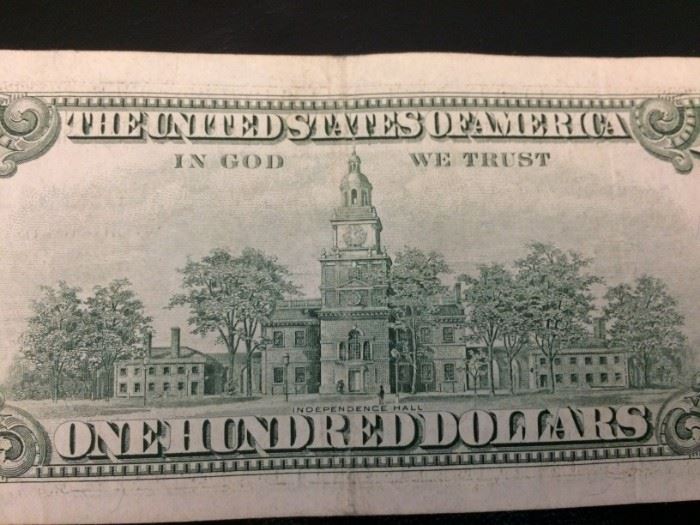 THE UNITED STATES OF AMERICA
IN GOD WE TRUST
INDEPENDENCE HALL
ONE HUNDRED DOLLARS